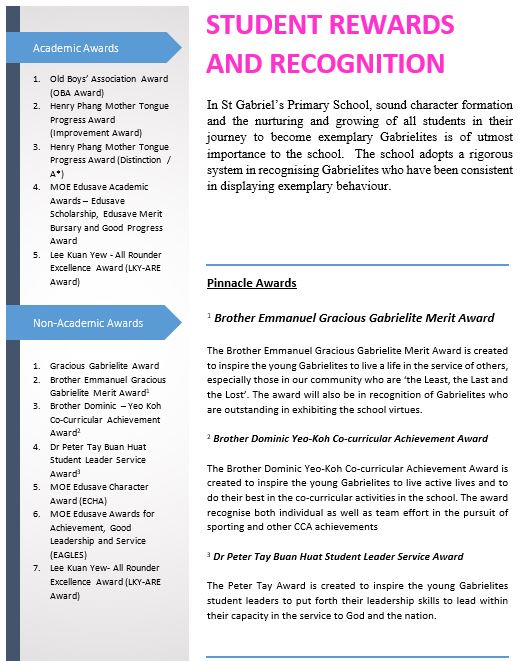 Academic Awards
1. Old Boys' Association Award
(OBA Award)
2. Henry Phang Mother Tongue
Progress Award
(Improvement Award)
3. Henry Phang Mother Tongue
Progress Award (Distinction /
A*)
4. MOE Edusave Academic
Awards – Edusave
Scholarship, Edusave Merit
Bursary and Good Progress
Award
5. Lee Kuan Yew - All Rounder
Excellence Award (LKY-ARE
Award)
Non-Academic Awards
1. Gracious Gabrielite Award
2. Brother Emmanuel Gracious
Gabrielite Merit Award¹
3. Brother Dominic – Yeo Koh
Co-Curricular Achievement
Award²
4. Dr Peter Tay Buan Huat
Student Leader Service
Award³
5. MOE Edusave Character
Award (ECHA)
6. MOE Edusave Awards for
Achievement, Good
Leadership and Service
(EAGLES)
7. Lee Kuan Yew- All Rounder
Excellence Award (LKY-ARE
Award)
STUDENT REWARDS
AND RECOGNITION
In St Gabriel's Primary School, sound character formation
and the nurturing and growing of all students in their
journey to become exemplary Gabrielites is of utmost
importance to the school. The school adopts a rigorous
system in recognising Gabrielites who have been consistent
in displaying exemplary behaviour.
Pinnacle Awards
¹ Brother Emmanuel Gracious Gabrielite Merit Award
The Brother Emmanuel Gracious Gabrielite Merit Award is created
to inspire the young Gabrielites to live a life in the service of others,
especially those in our community who are 'the Least, the Last and
the Lost'. The award will also be in recognition of Gabrielites who
are outstanding in exhibiting the school virtues.
² Brother Dominic Yeo-Koh Co-curricular Achievement Award
The Brother Dominic Yeo-Koh Co-curricular Achievement Award is
created to inspire the young Gabrielites to live active lives and to
do their best in the co-curricular activities in the school. The award
recognise both individual as well as team effort in the pursuit of
sporting and other CCA achievements
³ Dr Peter Tay Buan Huat Student Leader Service Award
The Peter Tay Award is created to inspire the young Gabrielites
student leaders to put forth their leadership skills to lead within
their capacity in the service to God and the nation.